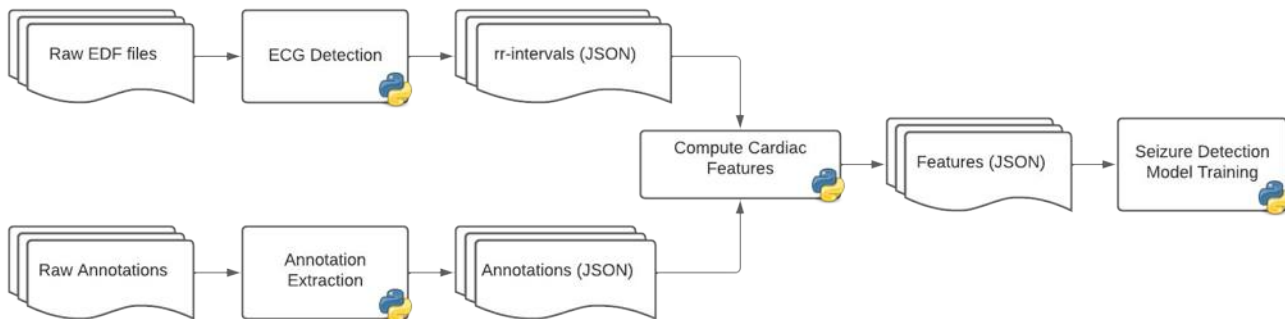 Raw EDF files
ECG Detection
rr-intervals (JSON)
Compute Cardiac
Features
Features (JSON)
Seizure Detection
Model Training
Raw Annotations
Annotation
Extraction
Annotations (JSON)